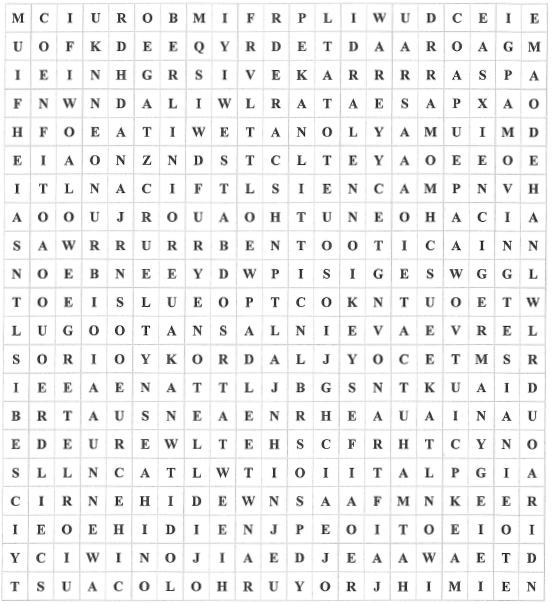 M C I U R O B M I F R P L I W U D C E I E
U O F K D E E Q Y R D E T D A A R O A G M
I E I N H G R S I V E K A R R R R A S P A
F N W N D A L I W L R A T A E S A P X A O
H F O E A T I W E T A N O L Y A M U I M D
E I A O N Z N D S T C L T E Y A O E E O E
I T L N A C I F T L S I E N C A M P N V H
A O O U J R O U A O H T U N E O H A C I A
S A W R R U R R B E N T O O T I C A I N N
N O E B N E E Y D W P I S I G E S W G G L
T O E I S L U E O P T C O K N T U O E T W
L U G O O T A N S A L N I E V A E V R E L
S O R I O Y K O R D A L J Y O C E T M S R
I E E A E N A T T L J B G S N T K U A I D
B R T A U S N E A E N R H E A U A I N A U
E D E U R E W L T E H S C F R H T C Y N O
S L L N C A T L W T I O I I T A L P G I A
C I R N E H I D E W N S A A F M N K E E R
I E O E H I D I E N J P E O I T O E I O I
Y C I W I N O J I A E D J E A A W A E T D
T S U A C O L O H R U Y O R J H I M I E N